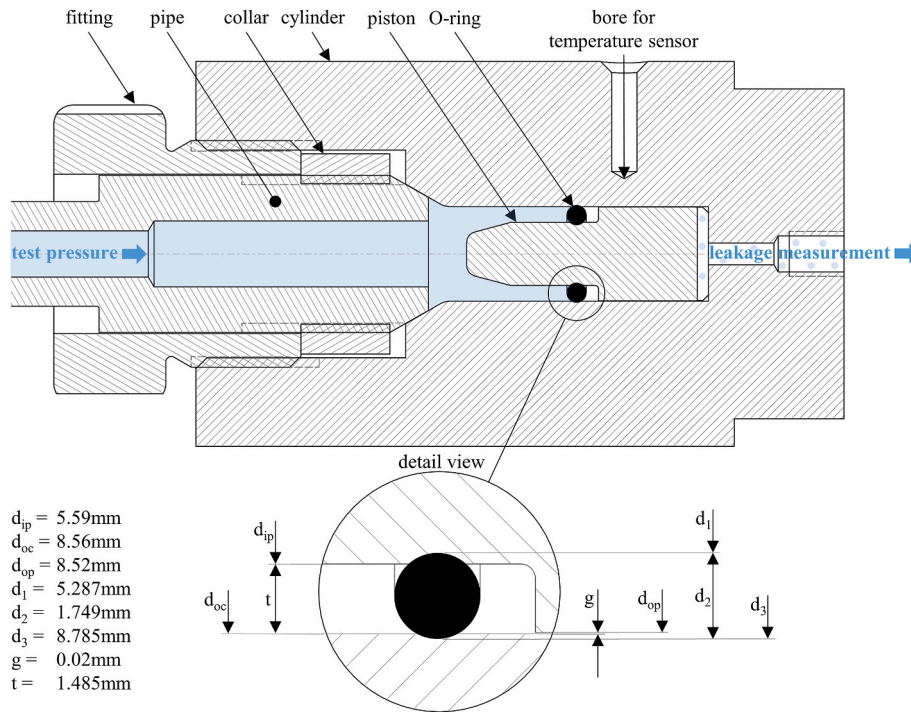 fitting
pipe
collar
cylinder
piston
O-ring
bore for
temperature sensor
test pressure
leakage measurement
detail view
d_ip = 5.59mm
d_oc = 8.56mm
d_op = 8.52mm
d_1 = 5.287mm
d_2 = 1.749mm
d_3 = 8.785mm
g = 0.02mm
t = 1.485mm
d_ip
d_1
d_oc
t
g
d_op
d_2
d_3